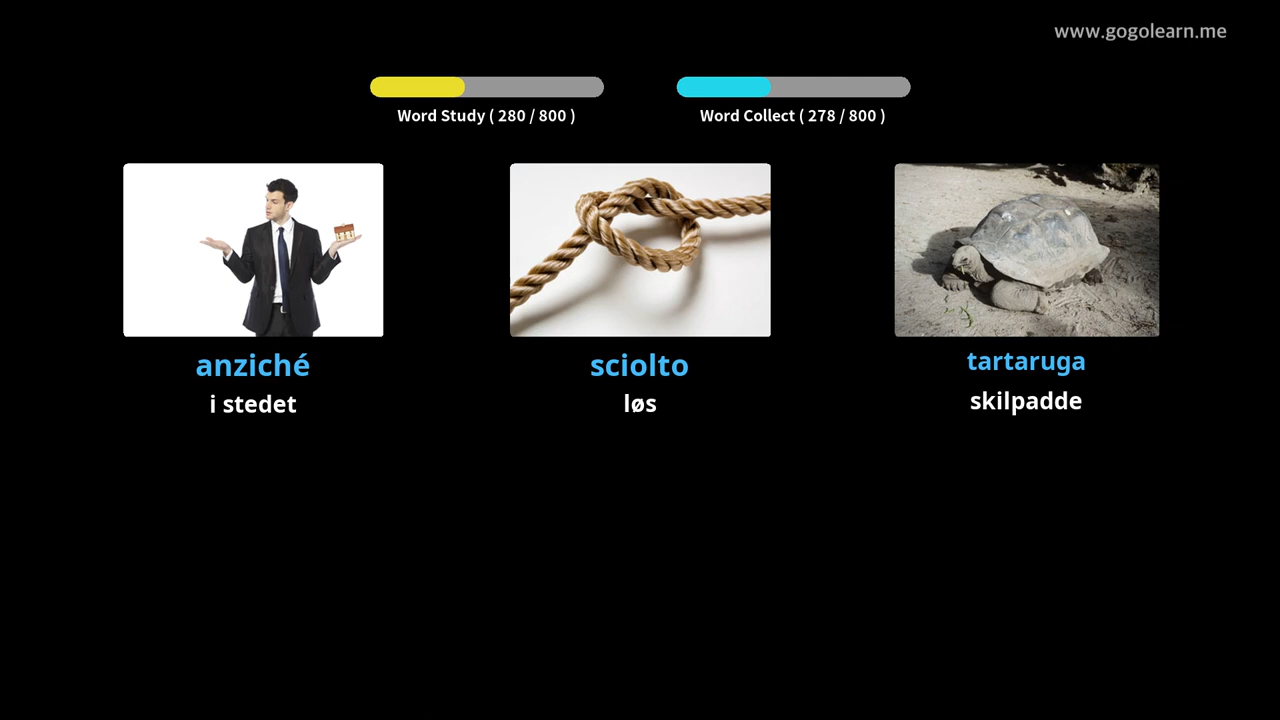 www.gogolearn.me
Word Study ( 280 / 800 )
Word Collect ( 278 / 800 )
anziché
sciolto
tartaruga
i stedet
løs
skilpadde